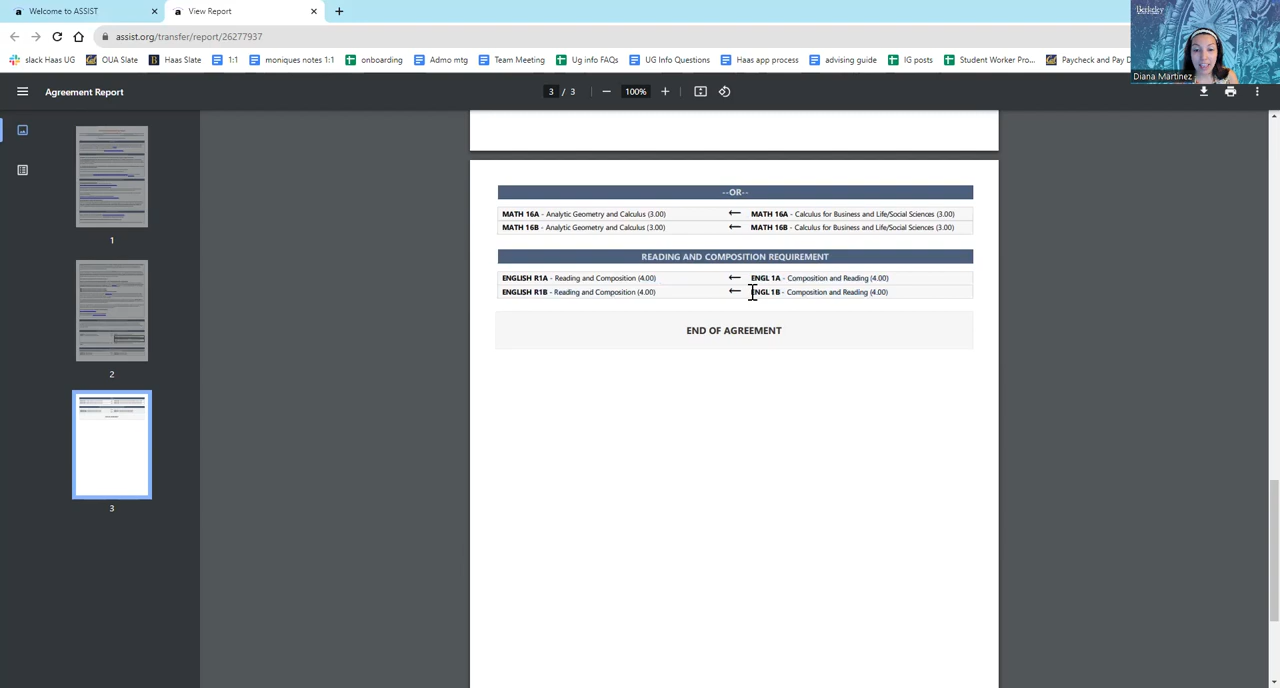 Welcome to ASSIST
View Report
assist.org/transfer/report/26277937
slack Haas UG
OUA Slate
Haas Slate
1:1
moniques notes 1:1
onboarding
Admo mtg
Team Meeting
Ug info FAQs
UG Info Questions
Haas app process
advising guide
IG posts
Student Worker Pro...
Paycheck and Pay D
Berkeley
Diana Martinez
Agreement Report
3 / 3
100%
1
2
3
--OR--
MATH 16A - Analytic Geometry and Calculus (3.00) ← MATH 16A - Calculus for Business and Life/Social Sciences (3.00)
MATH 16B - Analytic Geometry and Calculus (3.00) ← MATH 16B - Calculus for Business and Life/Social Sciences (3.00)
READING AND COMPOSITION REQUIREMENT
ENGLISH R1A - Reading and Composition (4.00) ← ENGL 1A - Composition and Reading (4.00)
ENGLISH R1B - Reading and Composition (4.00) ← ENGL 1B - Composition and Reading (4.00)
END OF AGREEMENT